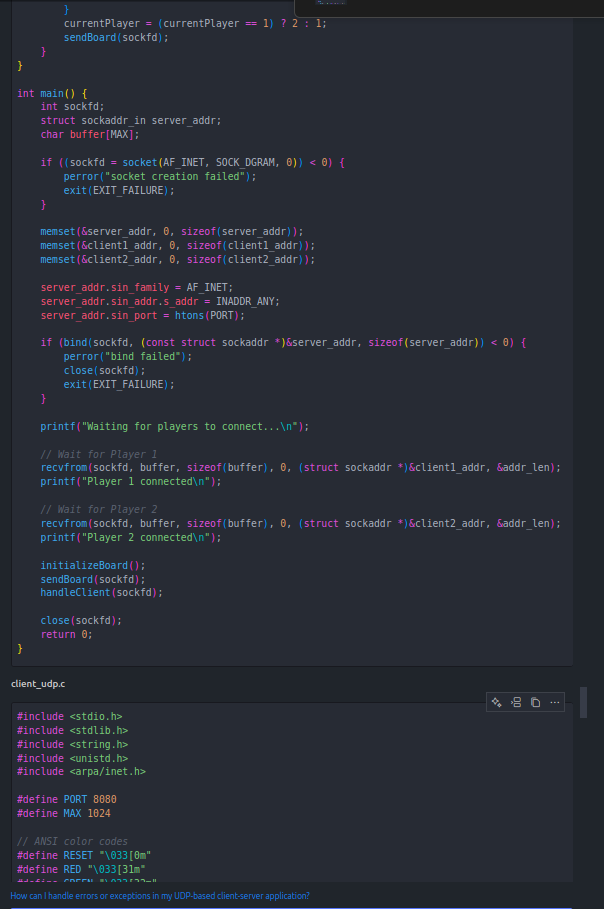 }
        currentPlayer = (currentPlayer == 1) ? 2 : 1;
        sendBoard(sockfd);
    }
}

int main() {
    int sockfd;
    struct sockaddr_in server_addr;
    char buffer[MAX];

    if ((sockfd = socket(AF_INET, SOCK_DGRAM, 0)) < 0) {
        perror("socket creation failed");
        exit(EXIT_FAILURE);
    }

    memset(&server_addr, 0, sizeof(server_addr));
    memset(&client1_addr, 0, sizeof(client1_addr));
    memset(&client2_addr, 0, sizeof(client2_addr));

    server_addr.sin_family = AF_INET;
    server_addr.sin_addr.s_addr = INADDR_ANY;
    server_addr.sin_port = htons(PORT);

    if (bind(sockfd, (const struct sockaddr *)&server_addr, sizeof(server_addr)) < 0) {
        perror("bind failed");
        close(sockfd);
        exit(EXIT_FAILURE);
    }

    printf("Waiting for players to connect...\n");

    // Wait for Player 1
    recvfrom(sockfd, buffer, sizeof(buffer), 0, (struct sockaddr *)&client1_addr, &addr_len);
    printf("Player 1 connected\n");

    // Wait for Player 2
    recvfrom(sockfd, buffer, sizeof(buffer), 0, (struct sockaddr *)&client2_addr, &addr_len);
    printf("Player 2 connected\n");

    initializeBoard();
    sendBoard(sockfd);
    handleClient(sockfd);

    close(sockfd);
    return 0;
}
client_udp.c
#include <stdio.h>
#include <stdlib.h>
#include <string.h>
#include <unistd.h>
#include <arpa/inet.h>

#define PORT 8080
#define MAX 1024

// ANSI color codes
#define RESET "\033[0m"
#define RED "\033[31m"
#define GREEN "\033[32m"
How can I handle errors or exceptions in my UDP-based client-server application?